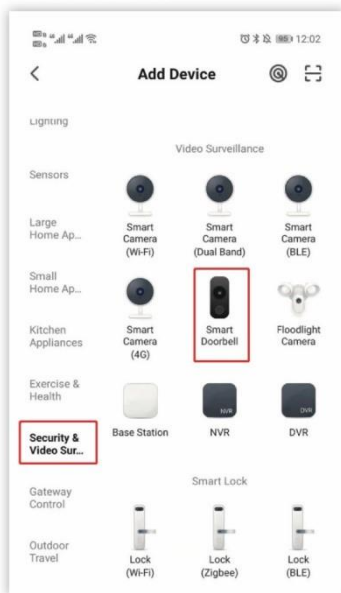 12:02
Add Device
Lighting
Video Surveillance
Sensors
Smart
Camera
(Wi-Fi)
Smart
Camera
(Dual Band)
Smart
Camera
(BLE)
Large
Home Ap...
Small
Home Ap...
Smart
Camera
(4G)
Smart
Doorbell
Floodlight
Camera
Kitchen
Appliances
Exercise &
Health
NVR
DVR
Base Station
NVR
DVR
Security &
Video Sur...
Smart Lock
Gateway
Control
Lock
(Wi-Fi)
Lock
(Zigbee)
Lock
(BLE)
Outdoor
Travel